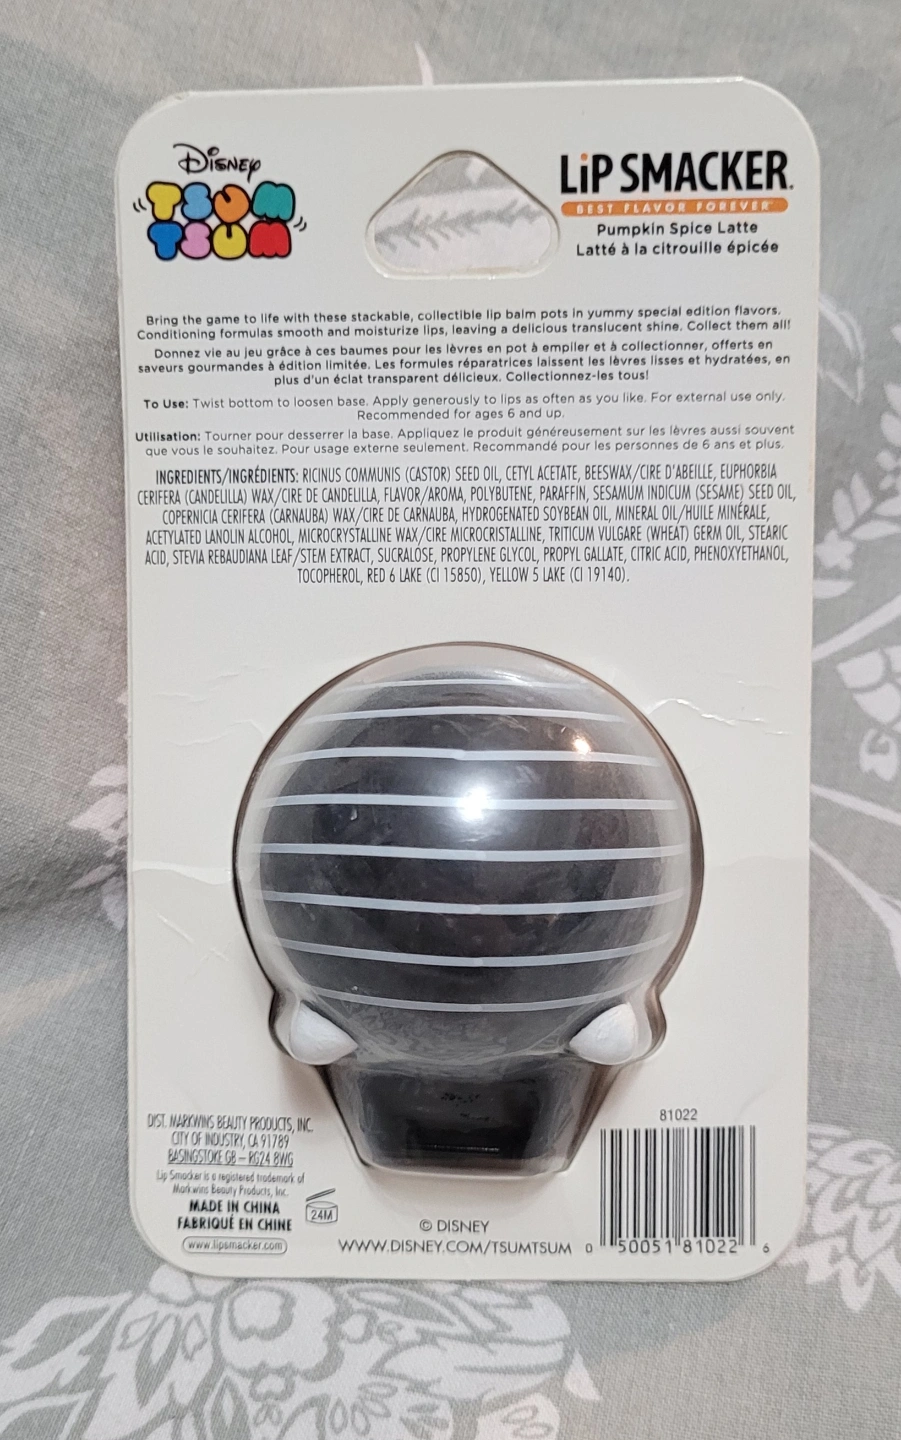 Disney
TSUM
TSUM
LiP SMACKER.
BEST FLAVOR FOREVER™
Pumpkin Spice Latte
Latté à la citrouille épicée
Bring the game to life with these stackable, collectible lip balm pots in yummy special edition flavors.
Conditioning formulas smooth and moisturize lips, leaving a delicious translucent shine. Collect them all!
Donnez vie au jeu grâce à ces baumes pour les lèvres en pot à empiler et à collectionner, offerts en
saveurs gourmandes à édition limitée. Les formules réparatrices laissent les lèvres lisses et hydratées, en
plus d'un éclat transparent délicieux. Collectionnez-les tous!
To Use: Twist bottom to loosen base. Apply generously to lips as often as you like. For external use only.
Recommended for ages 6 and up.
Utilisation: Tourner pour desserrer la base. Appliquez le produit généreusement sur les lèvres aussi souvent
que vous le souhaitez. Pour usage externe seulement. Recommandé pour les personnes de 6 ans et plus.
INGREDIENTS/INGRÉDIENTS: RICINUS COMMUNIS (CASTOR) SEED OIL, CETYL ACETATE, BEESWAX/CIRE D'ABEILLE, EUPHORBIA
CERIFERA (CANDELILLA) WAX/CIRE DE CANDELILLA, FLAVOR/AROMA, POLYBUTENE, PARAFFIN, SESAMUM INDICUM (SESAME) SEED OIL,
COPERNICIA CERIFERA (CARNAUBA) WAX/CIRE DE CARNAUBA, HYDROGENATED SOYBEAN OIL, MINERAL OIL/HUILE MINÉRALE,
ACETYLATED LANOLIN ALCOHOL, MICROCRYSTALLINE WAX/CIRE MICROCRISTALLINE, TRITICUM VULGARE (WHEAT) GERM OIL, STEARIC
ACID, STEVIA REBAUDIANA LEAF/STEM EXTRACT, SUCRALOSE, PROPYLENE GLYCOL, PROPYL GALLATE, CITRIC ACID, PHENOXYETHANOL,
TOCOPHEROL, RED 6 LAKE (CI 15850), YELLOW 5 LAKE (CI 19140).
DIST. MARKWINS BEAUTY PRODUCTS, INC.
CITY OF INDUSTRY, CA 91789
BASINGSTOKE GB – RG24 8WG
Lip Smacker is a registered trademark of
Markwins Beauty Products, Inc.
MADE IN CHINA
FABRIQUÉ EN CHINE
www.lipsmacker.com
24M
© DISNEY
WWW.DISNEY.COM/TSUMTSUM
81022
0 50051 81022 6